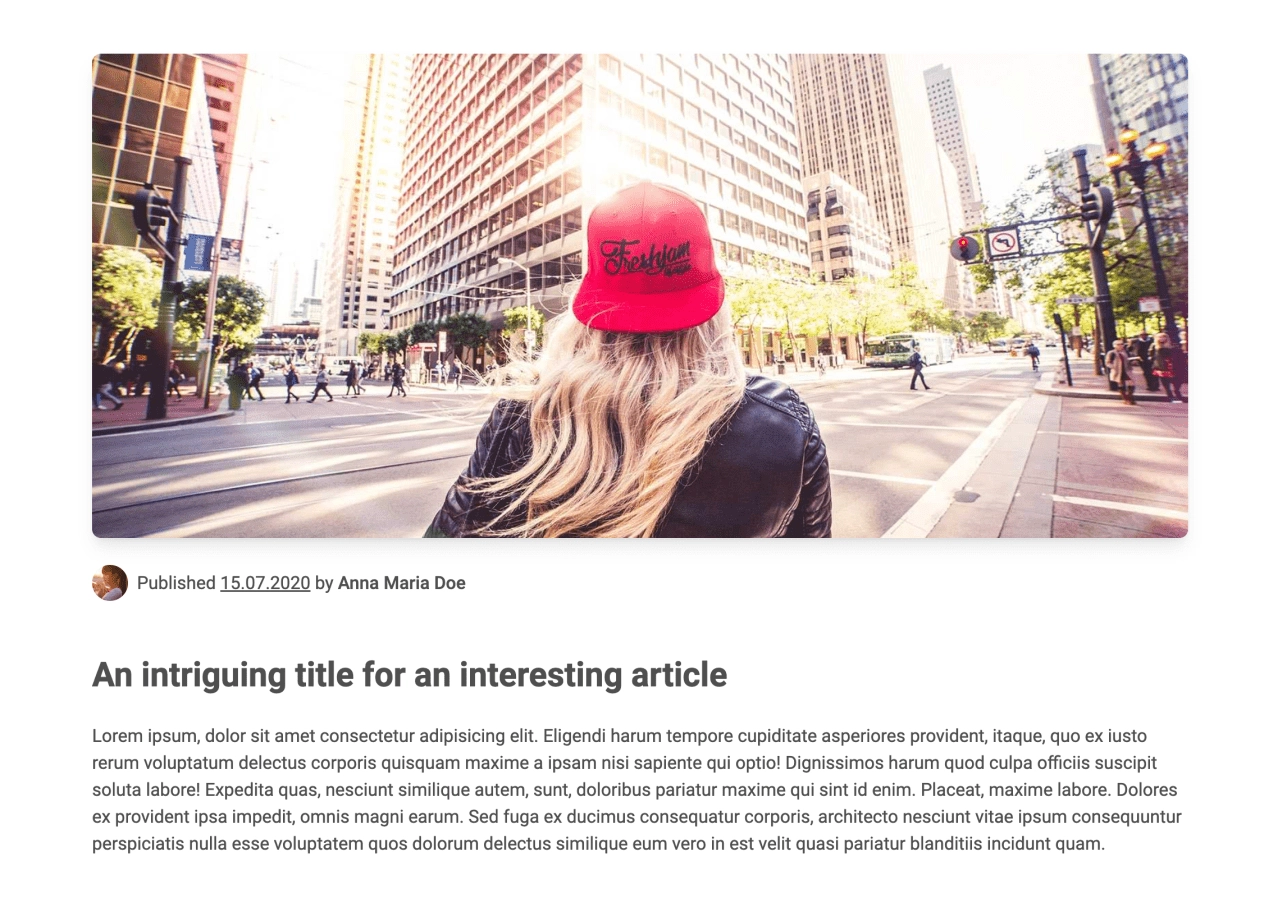 Freshjam
Published 15.07.2020 by Anna Maria Doe
An intriguing title for an interesting article
Lorem ipsum, dolor sit amet consectetur adipisicing elit. Eligendi harum tempore cupiditate asperiores provident, itaque, quo ex iusto
rerum voluptatum delectus corporis quisquam maxime a ipsam nisi sapiente qui optio! Dignissimos harum quod culpa officiis suscipit
soluta labore! Expedita quas, nesciunt similique autem, sunt, doloribus pariatur maxime qui sint id enim. Placeat, maxime labore. Dolores
ex provident ipsa impedit, omnis magni earum. Sed fuga ex ducimus consequatur corporis, architecto nesciunt vitae ipsum consequuntur
perspiciatis nulla esse voluptatem quos dolorum delectus similique eum vero in est velit quasi pariatur blanditiis incidunt quam.